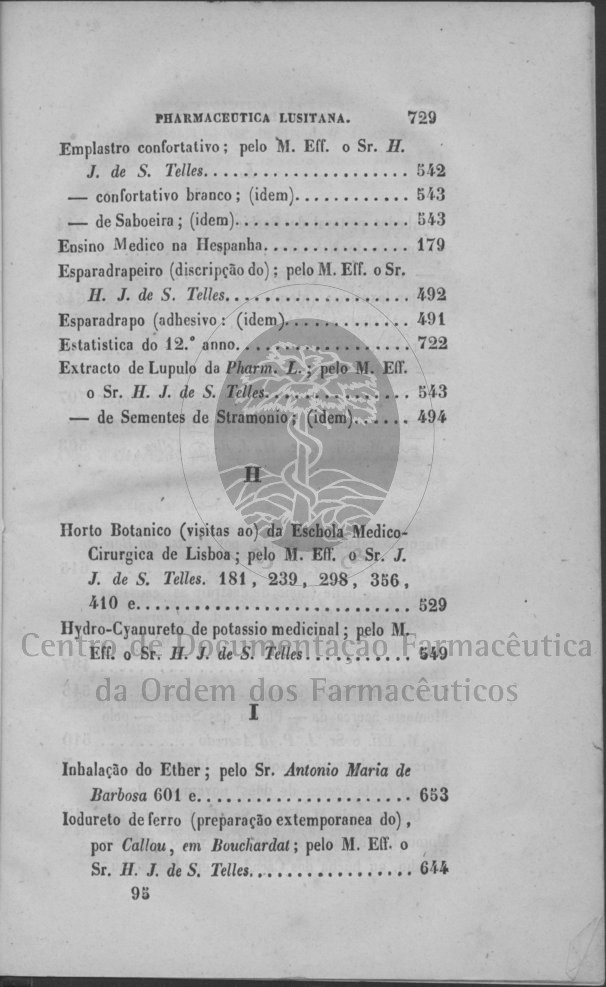 PHARMACEUTICA LUSITANA. 729
Emplastro confortativo; pelo M. Eff. o Sr. H.
J. de S. Telles..................... 542
— confortativo branco; (idem)............ 543
— de Saboeira; (idem).................. 543
Ensino Medico na Hespanha............... 179
Esparadrapeiro (discripção do); pelo M. Eff. o Sr.
H. J. de S. Telles................... 492
Esparadrapo (adhesivo: (idem)............. 491
Estatistica do 12.º anno.................. 722
Extracto de Lupulo da Pharm. L.; pelo M. Eff.
o Sr. H. J. de S. Telles............... 543
— de Sementes de Stramonio; (idem)...... 494
H
Horto Botanico (visitas ao) da Eschola Medico-
Cirurgica de Lisboa; pelo M. Eff. o Sr. J.
J. de S. Telles. 181, 239, 298, 356,
410 e............................ 529
Hydro-Cyanureto de potassio medicinal; pelo M.
Eff. o Sr. H. J. de S. Telles........... 549
Centro de Documentação Farmacêutica
da Ordem dos Farmacêuticos
I
Inhalação do Ether; pelo Sr. Antonio Maria de
Barbosa 601 e...................... 653
Iodureto de ferro (preparação extemporanea do),
por Callou, em Bouchardat; pelo M. Eff. o
Sr. H. J. de S. Telles................. 644
95